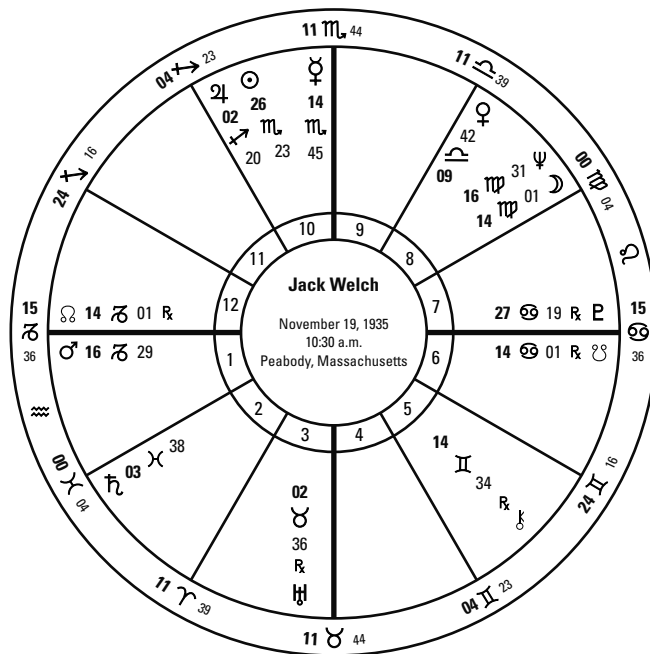 11 ♏ 44
04 ♐ 23
11 ♎ 39
♃ ☉ ☿
02 26 14
♐ ♏ ♏
20 23 45
♀
42
♎
09
♆
31
♍
16
☽
01
♍
14
24 ♐ 16
00 ♍ 04
♌
11 10 9 8
12 7
1 6
2 3 4 5
Jack Welch
November 19, 1935
10:30 a.m.
Peabody, Massachusetts
☊ 14 ♑ 01 ℞
27 ♋ 19 ℞ ♇
15 ♑ 36
15 ♋ 36
♂ 16 ♑ 29
14 ♋ 01 ℞ ☋
♒
♄ 03 ♓ 38
02
♉
36
℞
♅
14
♊
34
℞
⚷
00 ♓ 04
24 ♊ 16
11 ♈ 39
04 ♊ 23
11 ♉ 44